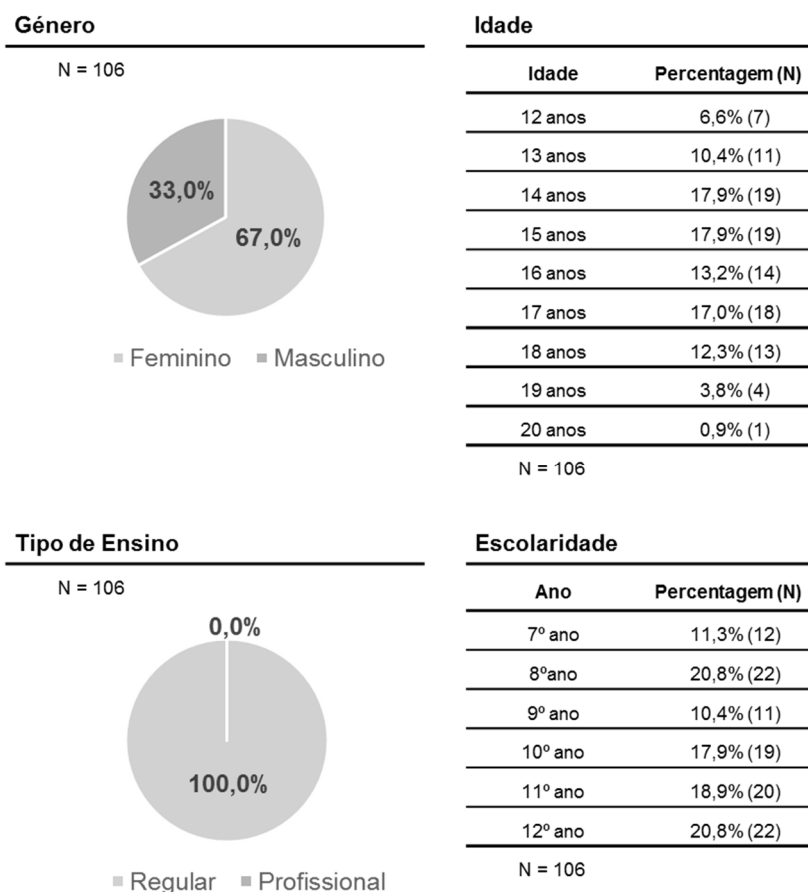 Género
N = 106
33,0%
67,0%
Feminino Masculino
Idade
Idade Percentagem (N)
12 anos 6,6% (7)
13 anos 10,4% (11)
14 anos 17,9% (19)
15 anos 17,9% (19)
16 anos 13,2% (14)
17 anos 17,0% (18)
18 anos 12,3% (13)
19 anos 3,8% (4)
20 anos 0,9% (1)
N = 106
Tipo de Ensino
N = 106
0,0%
100,0%
Regular Profissional
Escolaridade
Ano Percentagem (N)
7º ano 11,3% (12)
8ºano 20,8% (22)
9º ano 10,4% (11)
10º ano 17,9% (19)
11º ano 18,9% (20)
12º ano 20,8% (22)
N = 106